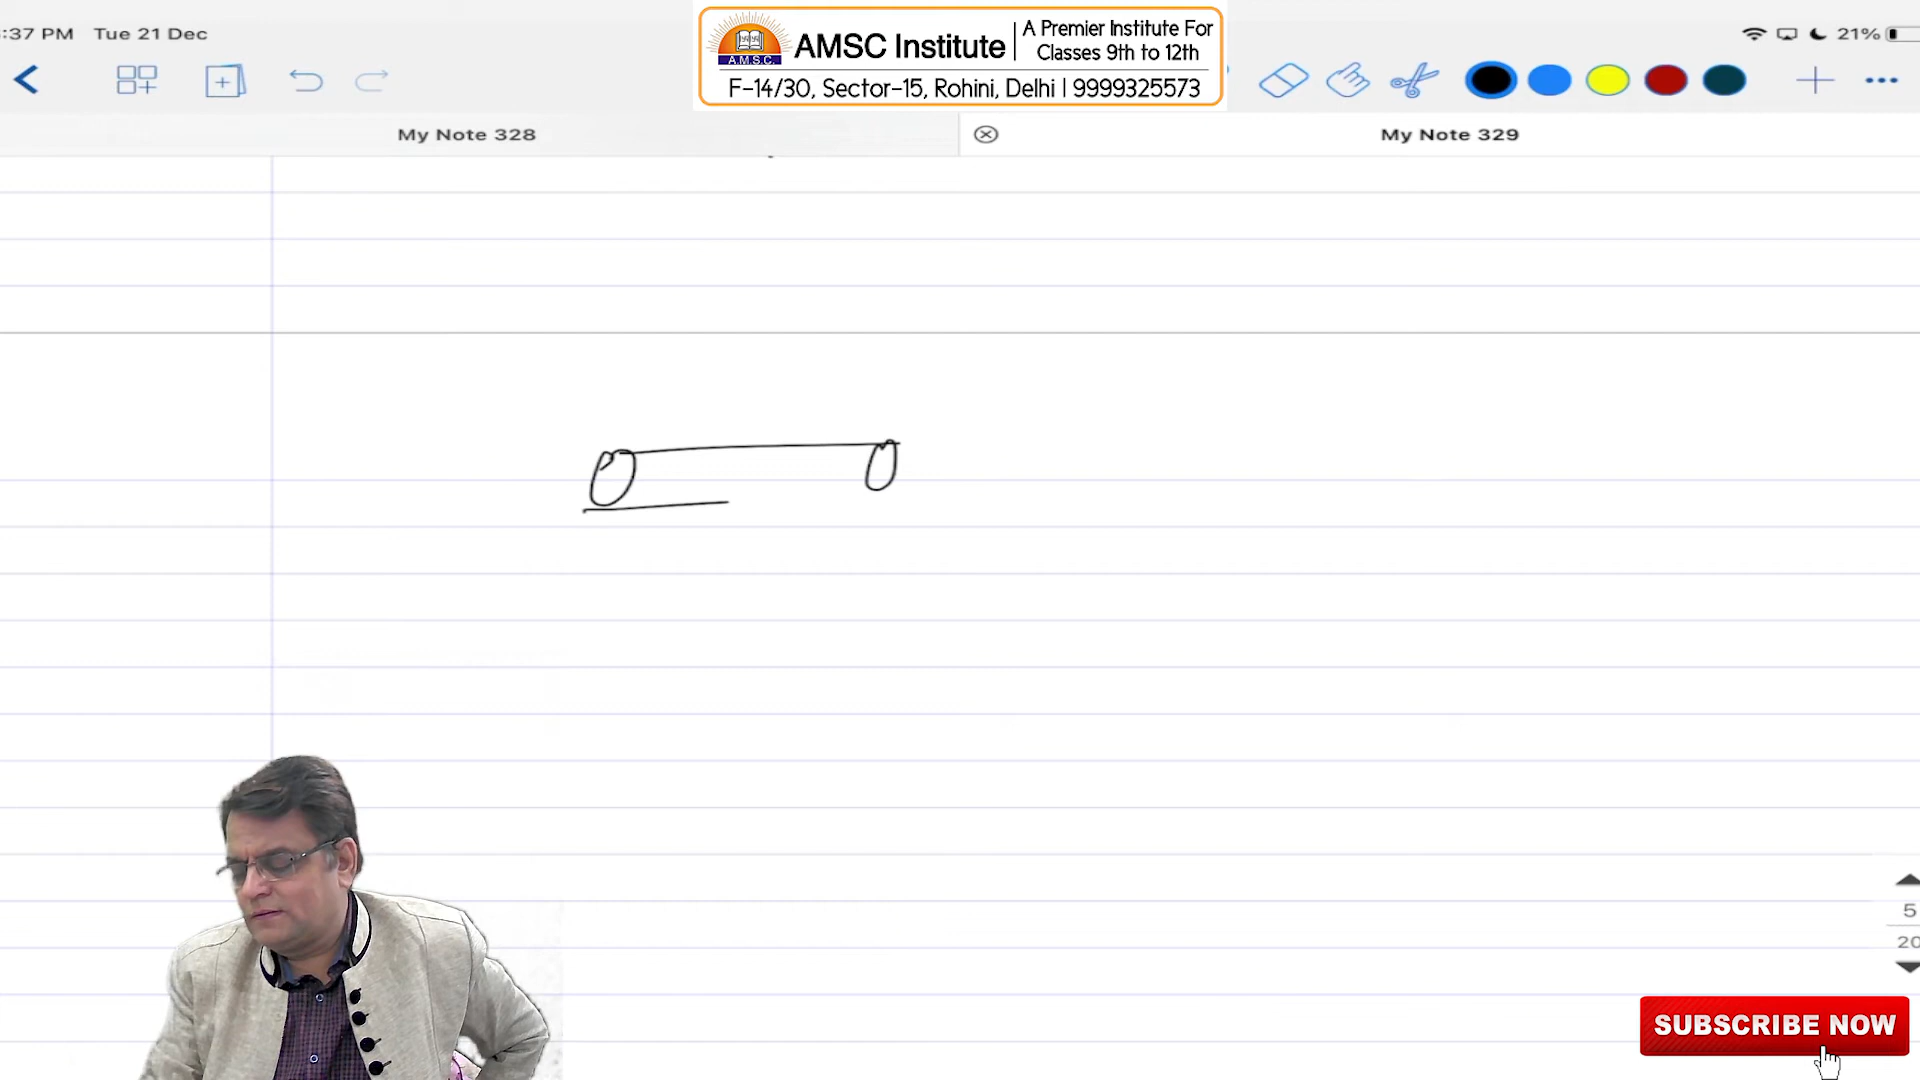 :37 PM Tue 21 Dec
21%
A.M.S.C.
AMSC Institute
A Premier Institute For
Classes 9th to 12th
F-14/30, Sector-15, Rohini, Delhi | 9999325573
My Note 328
My Note 329
5
20
SUBSCRIBE NOW